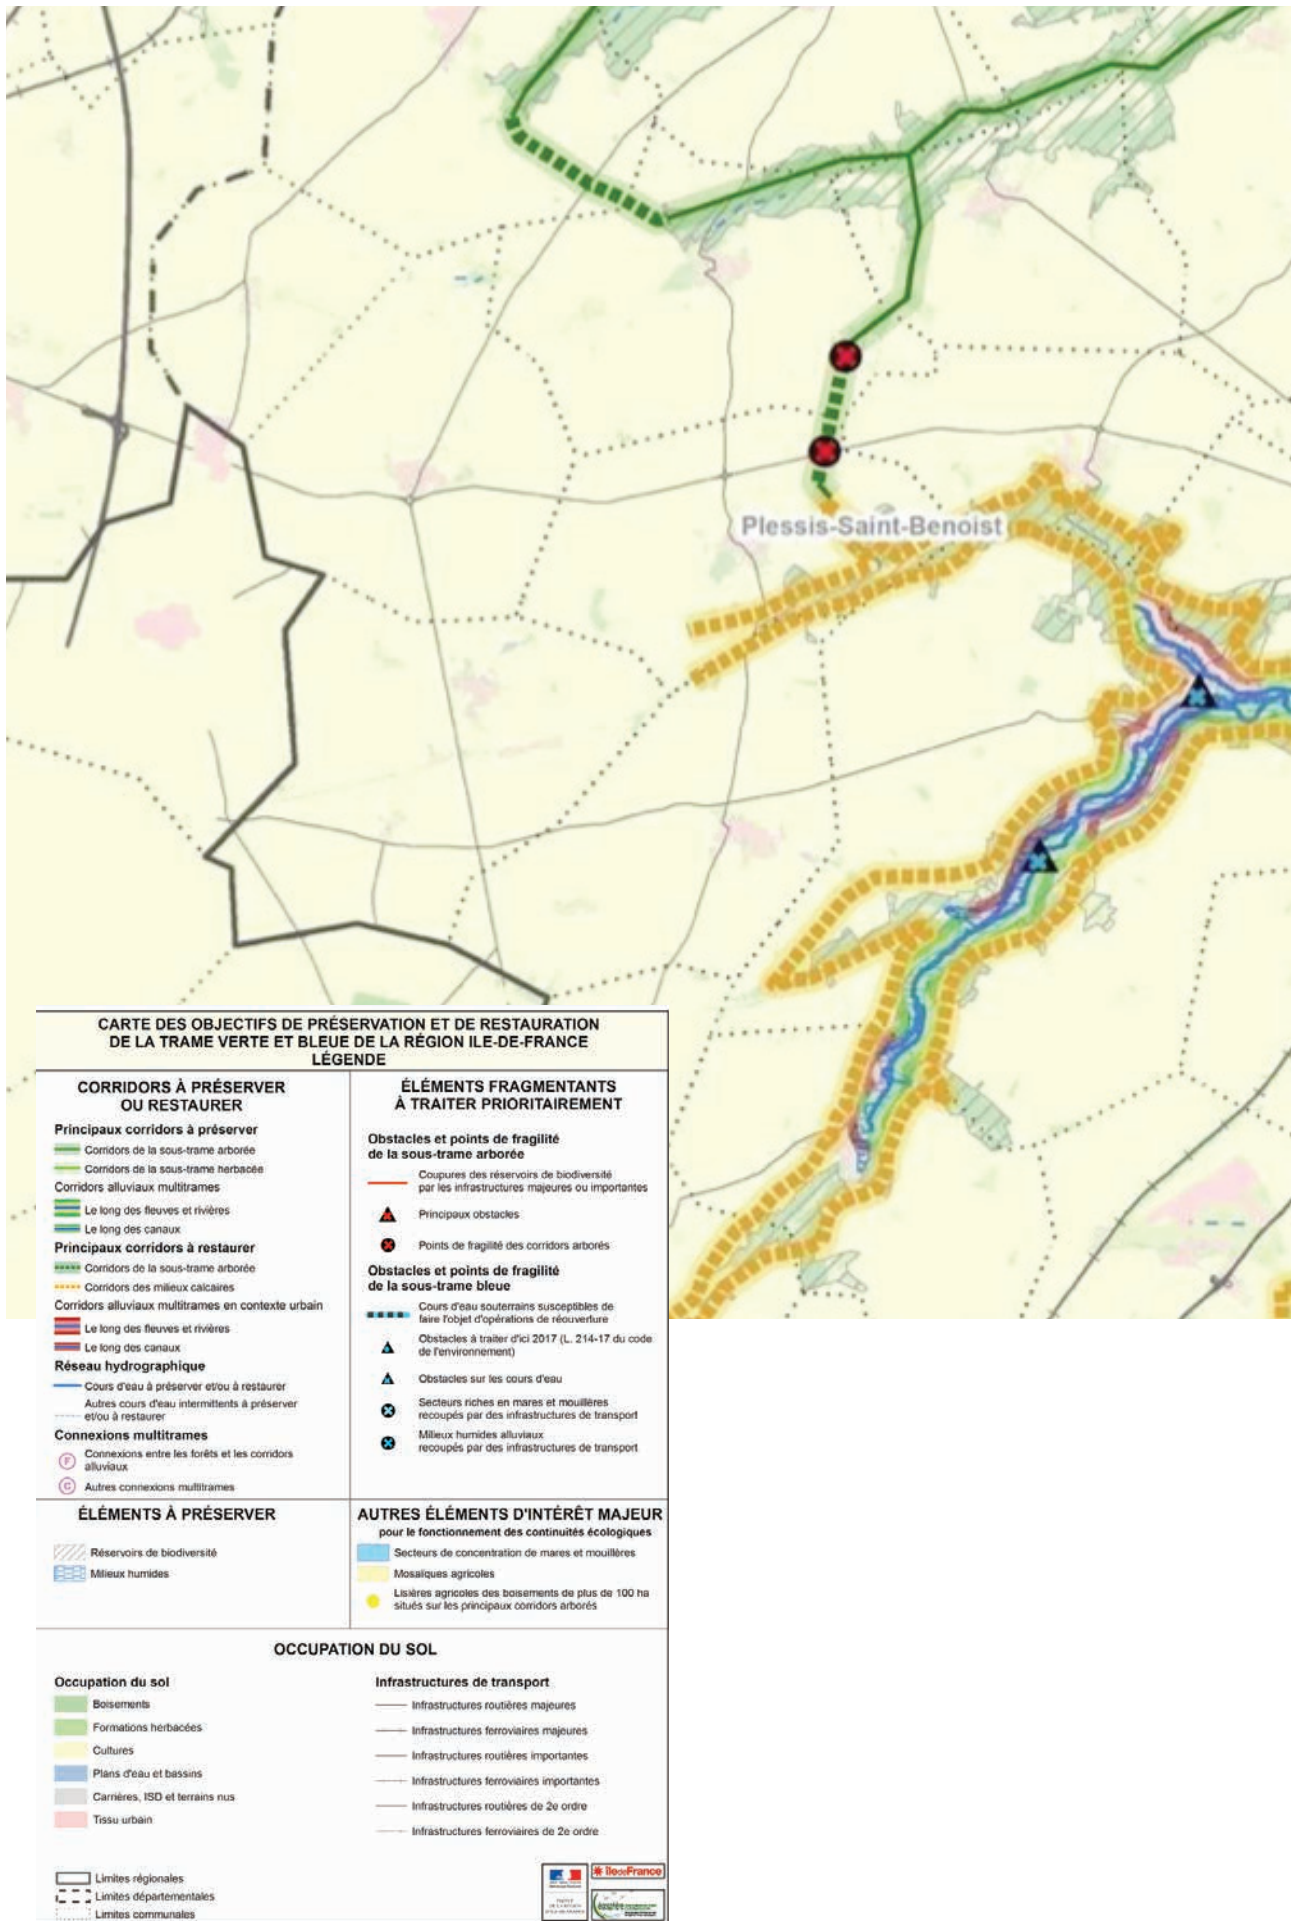 Plessis-Saint-Benoist
CARTE DES OBJECTIFS DE PRÉSERVATION ET DE RESTAURATION
DE LA TRAME VERTE ET BLEUE DE LA RÉGION ILE-DE-FRANCE
LÉGENDE
CORRIDORS À PRÉSERVER
OU RESTAURER
Principaux corridors à préserver
Corridors de la sous-trame arborée
Corridors de la sous-trame herbacée
Corridors alluviaux multitrames
Le long des fleuves et rivières
Le long des canaux
Principaux corridors à restaurer
Corridors de la sous-trame arborée
Corridors des milieux calcaires
Corridors alluviaux multitrames en contexte urbain
Le long des fleuves et rivières
Le long des canaux
Réseau hydrographique
Cours d'eau à préserver et/ou à restaurer
Autres cours d'eau intermittents à préserver
et/ou à restaurer
Connexions multitrames
F
Connexions entre les forêts et les corridors
alluviaux
C
Autres connexions multitrames
ÉLÉMENTS FRAGMENTANTS
À TRAITER PRIORITAIREMENT
Obstacles et points de fragilité
de la sous-trame arborée
Coupures des réservoirs de biodiversité
par les infrastructures majeures ou importantes
Principaux obstacles
Points de fragilité des corridors arborés
Obstacles et points de fragilité
de la sous-trame bleue
Cours d'eau souterrains susceptibles de
faire l'objet d'opérations de réouverture
Obstacles à traiter d'ici 2017 (L. 214-17 du code
de l'environnement)
Obstacles sur les cours d'eau
Secteurs riches en mares et mouillères
recoupés par des infrastructures de transport
Milieux humides alluviaux
recoupés par des infrastructures de transport
ÉLÉMENTS À PRÉSERVER
Réservoirs de biodiversité
Milieux humides
AUTRES ÉLÉMENTS D'INTÉRÊT MAJEUR
pour le fonctionnement des continuités écologiques
Secteurs de concentration de mares et mouillères
Mosaïques agricoles
Lisières agricoles des boisements de plus de 100 ha
situés sur les principaux corridors arborés
OCCUPATION DU SOL
Occupation du sol
Boisements
Formations herbacées
Cultures
Plans d'eau et bassins
Carrières, ISD et terrains nus
Tissu urbain
Infrastructures de transport
Infrastructures routières majeures
Infrastructures ferroviaires majeures
Infrastructures routières importantes
Infrastructures ferroviaires importantes
Infrastructures routières de 2e ordre
Infrastructures ferroviaires de 2e ordre
Limites régionales
Limites départementales
Limites communales
îledeFrance